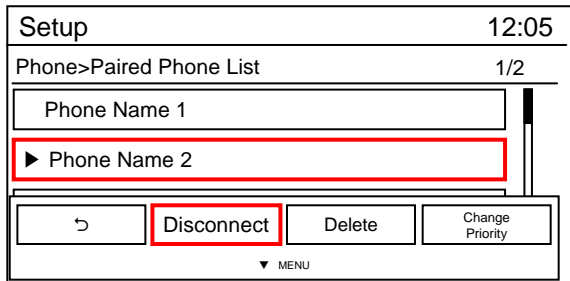 Setup 12:05
Phone>Paired Phone List 1/2
Phone Name 1
▶ Phone Name 2
Disconnect Delete Change Priority
▼ MENU